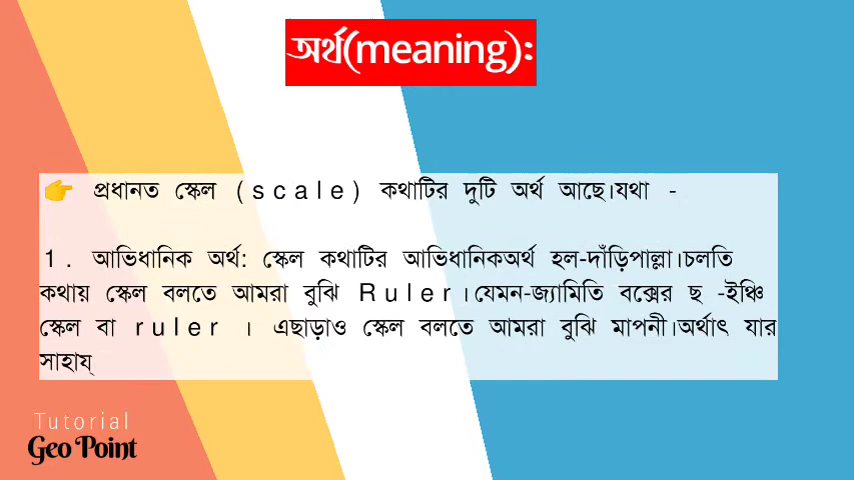 অর্থ(meaning):
👉 প্রধানত স্কেল (scale) কথাটির দুটি অর্থ আছে।যথা -
1. আভিধানিক অর্থ: স্কেল কথাটির আভিধানিকঅর্থ হল-দাঁড়িপাল্লা।চলতি
কথায় স্কেল বলতে আমরা বুঝি Ruler।যেমন-জ্যামিতি বক্সের ছ -ইঞ্চি
স্কেল বা ruler । এছাড়াও স্কেল বলতে আমরা বুঝি মাপনী।অর্থাৎ যার
সাহায্
Tutorial
Geo Point